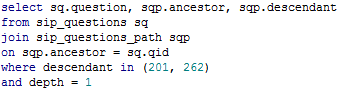 select sq.question, sqp.ancestor, sqp.descendant
from sip_questions sq
join sip_questions_path sqp
on sqp.ancestor = sq.qid
where descendant in (201, 262)
and depth = 1